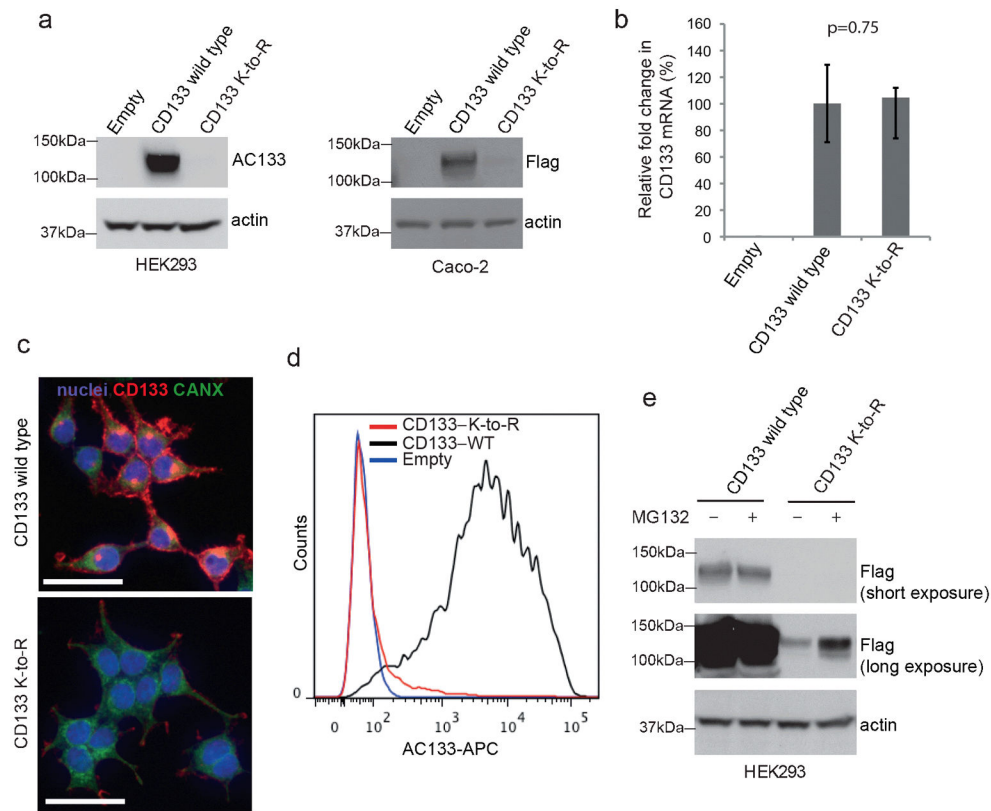 a
Empty
CD133 wild type
CD133 K-to-R
150kDa
100kDa
AC133
37kDa
actin
HEK293
Empty
CD133 wild type
CD133 K-to-R
150kDa
100kDa
Flag
37kDa
actin
Caco-2
b
p=0.75
Relative fold change in
CD133 mRNA (%)
160
140
120
100
80
60
40
20
0
Empty
CD133 wild type
CD133 K-to-R
c
nuclei CD133 CANX
CD133 wild type
CD133 K-to-R
d
CD133–K-to-R
CD133–WT
Empty
Counts
0
0 10² 10³ 10⁴ 10⁵
AC133-APC
e
CD133 wild type
CD133 K-to-R
MG132 – + – +
150kDa
100kDa
Flag
(short exposure)
150kDa
100kDa
Flag
(long exposure)
37kDa
actin
HEK293